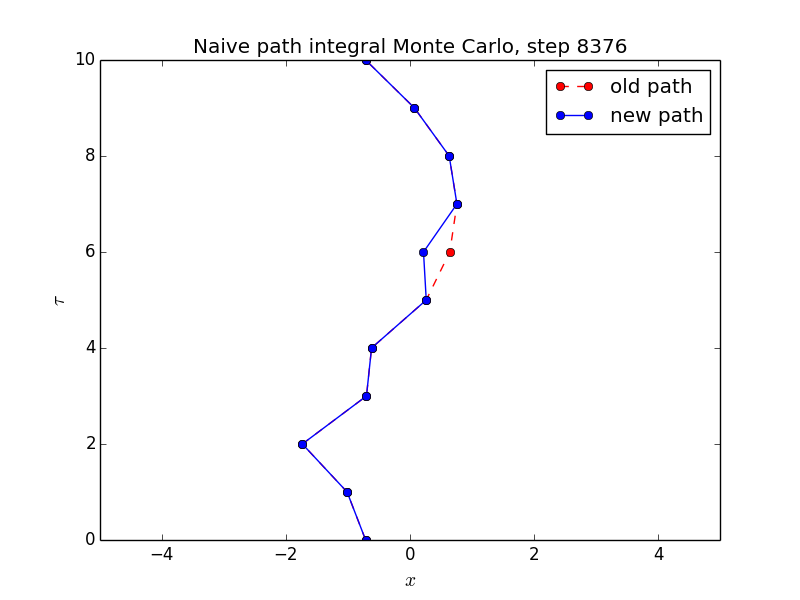 Naive path integral Monte Carlo, step 8376
10
old path
new path
8
6
τ
4
2
0
−4 −2 0 2 4
x